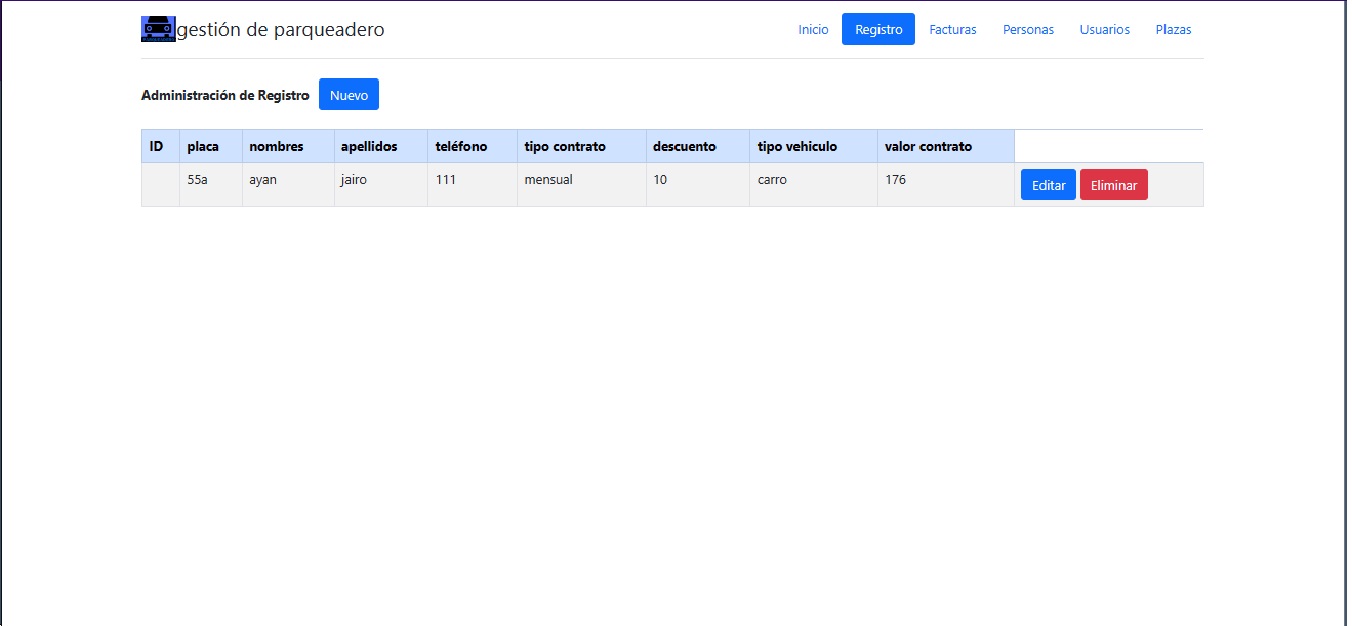 gestión de parqueadero Inicio Registro Facturas Personas Usuarios Plazas
Administración de Registro Nuevo
ID placa nombres apellidos teléfono tipo contrato descuento tipo vehiculo valor contrato
55a ayan jairo 111 mensual 10 carro 176 Editar Eliminar